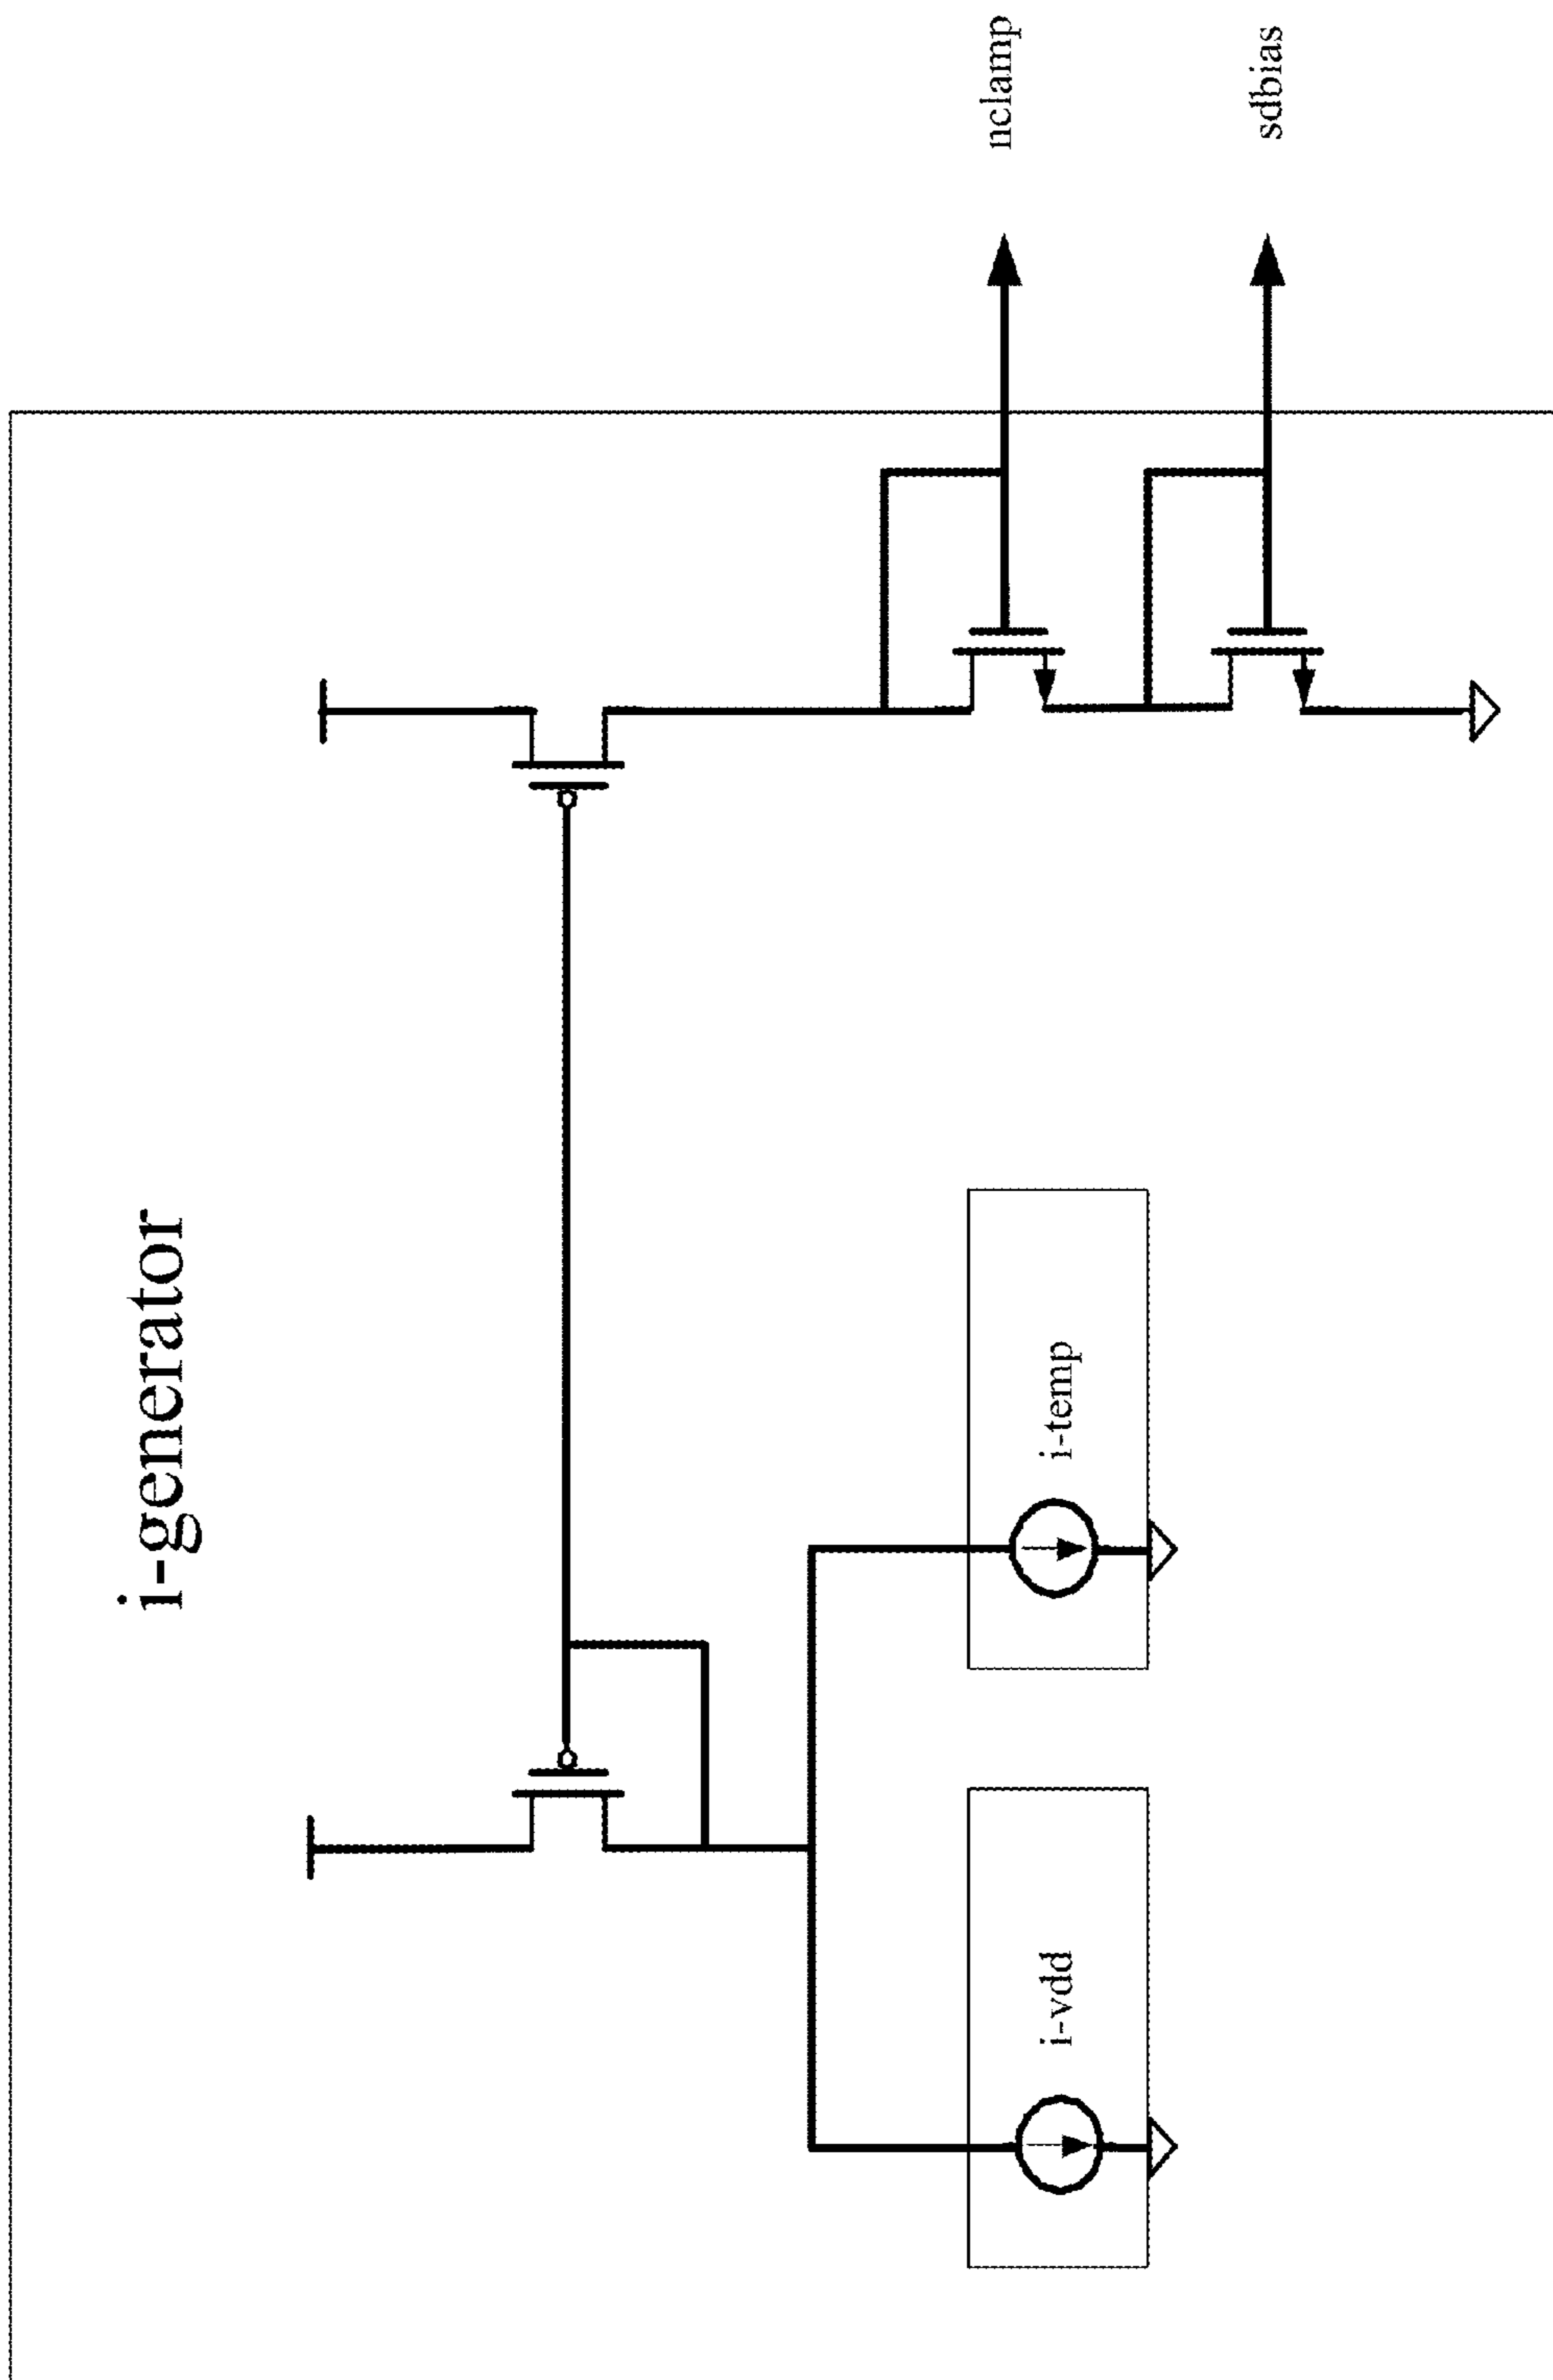 i-generator
nclamp
sdbias
i-vdd
i-temp